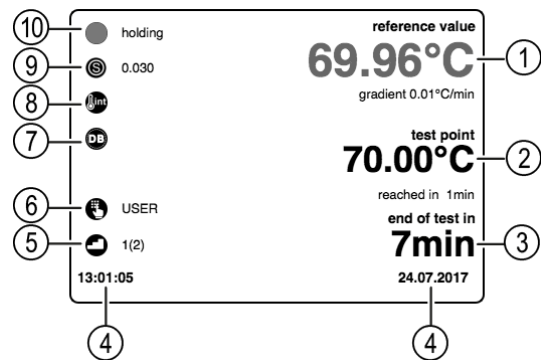 10 holding reference value
9 S 0.030 69.96°C 1
gradient 0.01°C/min
8 int
7 DB test point
70.00°C 2
reached in 1min
6 USER end of test in
5 1(2) 7min 3
13:01:05 24.07.2017
4 4